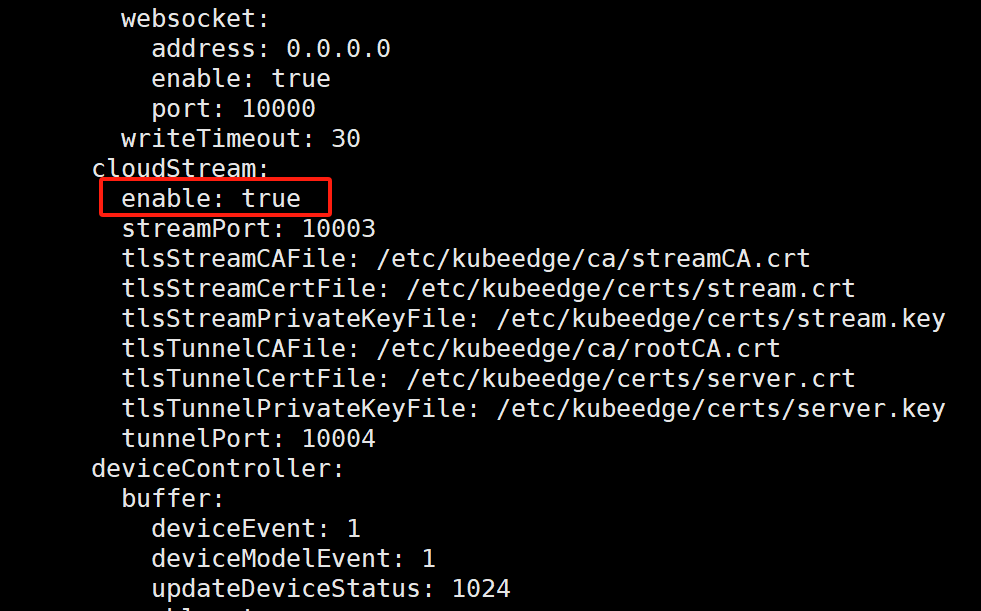 websocket:
address: 0.0.0.0
enable: true
port: 10000
writeTimeout: 30
cloudStream:
enable: true
streamPort: 10003
tlsStreamCAFile: /etc/kubeedge/ca/streamCA.crt
tlsStreamCertFile: /etc/kubeedge/certs/stream.crt
tlsStreamPrivateKeyFile: /etc/kubeedge/certs/stream.key
tlsTunnelCAFile: /etc/kubeedge/ca/rootCA.crt
tlsTunnelCertFile: /etc/kubeedge/certs/server.crt
tlsTunnelPrivateKeyFile: /etc/kubeedge/certs/server.key
tunnelPort: 10004
deviceController:
buffer:
deviceEvent: 1
deviceModelEvent: 1
updateDeviceStatus: 1024